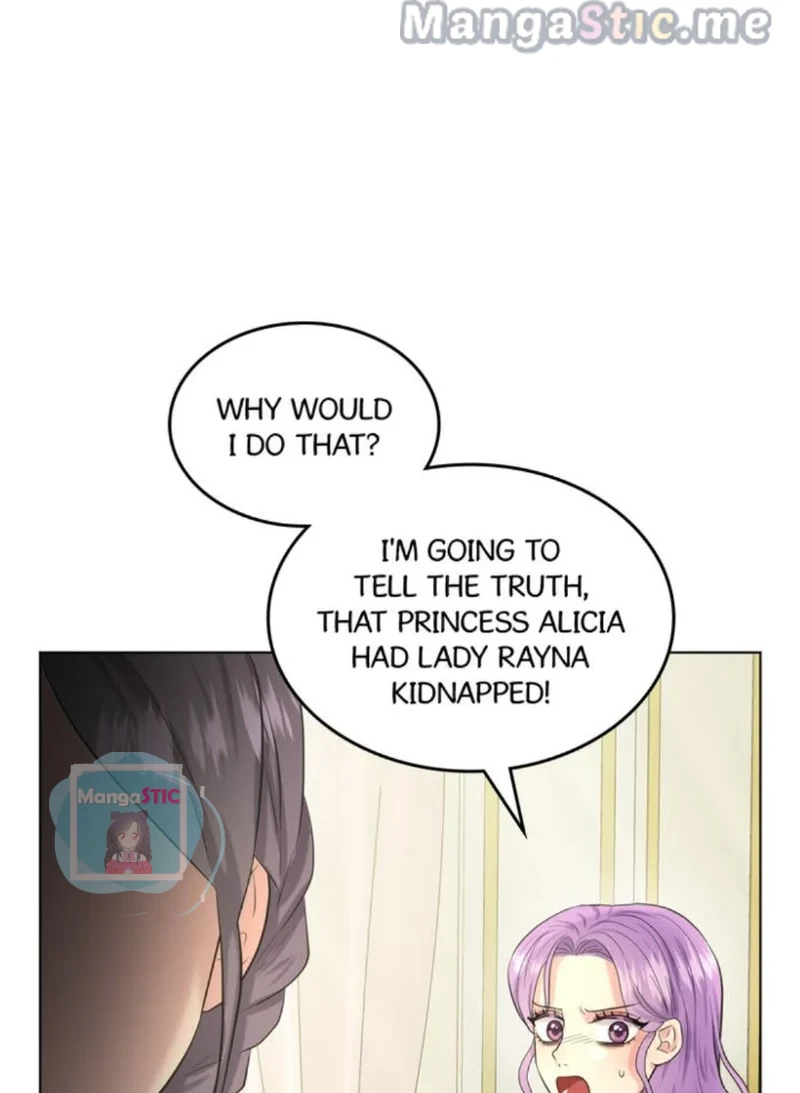 MangaStic.me
WHY WOULD
I DO THAT?
I'M GOING TO
TELL THE TRUTH,
THAT PRINCESS ALICIA
HAD LADY RAYNA
KIDNAPPED!
MangaSTIC